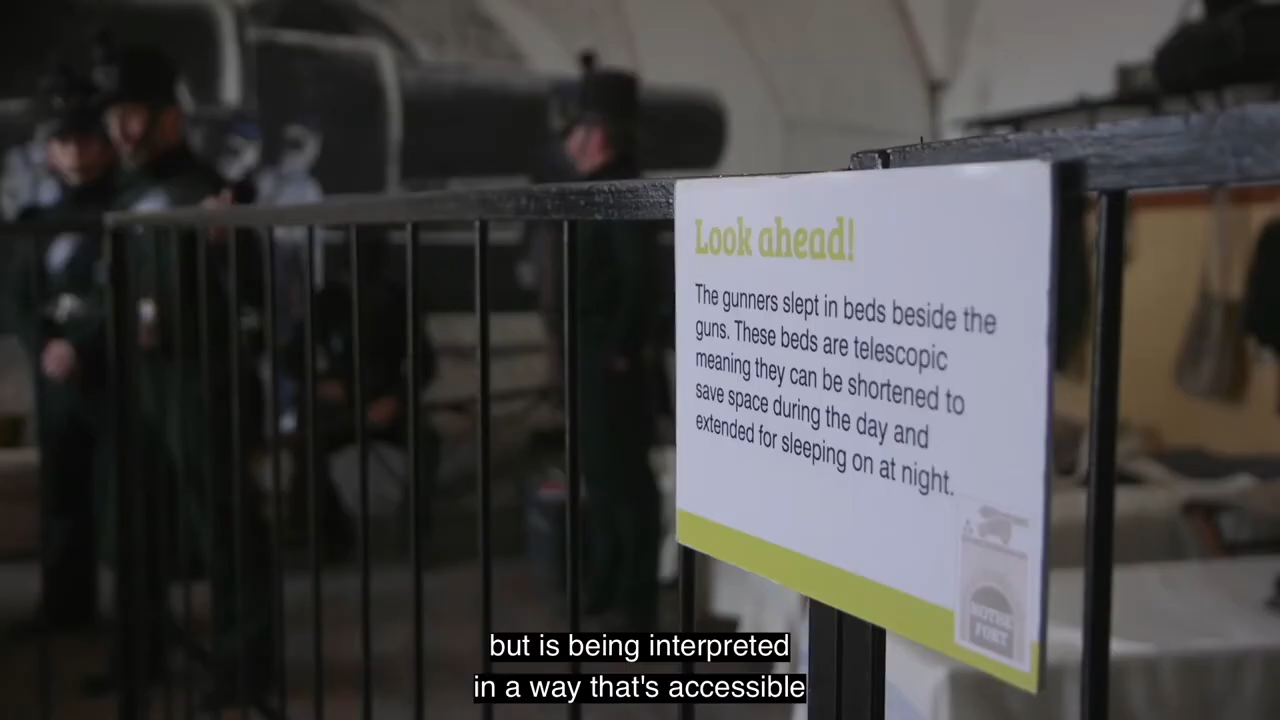 Look ahead!
The gunners slept in beds beside the
guns. These beds are telescopic
meaning they can be shortened to
save space during the day and
extended for sleeping on at night.
NOTHE
FORT
but is being interpreted
in a way that's accessible